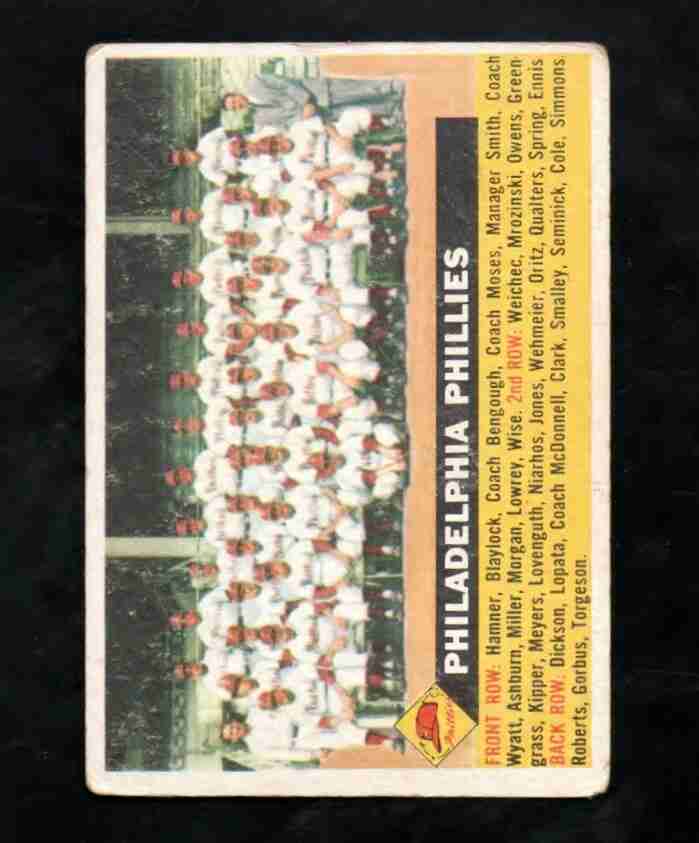 PHILADELPHIA PHILLIES
Phillies
FRONT ROW: Hamner, Blaylock, Coach Bengough, Coach Moses, Manager Smith, Coach
Wyatt, Ashburn, Miller, Morgan, Lowrey, Wise. 2nd ROW: Weichec, Mrozinski, Owens, Green-
grass, Kipper, Meyers, Lovenguth, Niarhos, Jones, Wehmeier, Oritz, Qualters, Spring, Ennis
BACK ROW: Dickson, Lopata, Coach McDonnell, Clark, Smalley, Seminick, Cole, Simmons
Roberts, Gorbus, Torgeson.